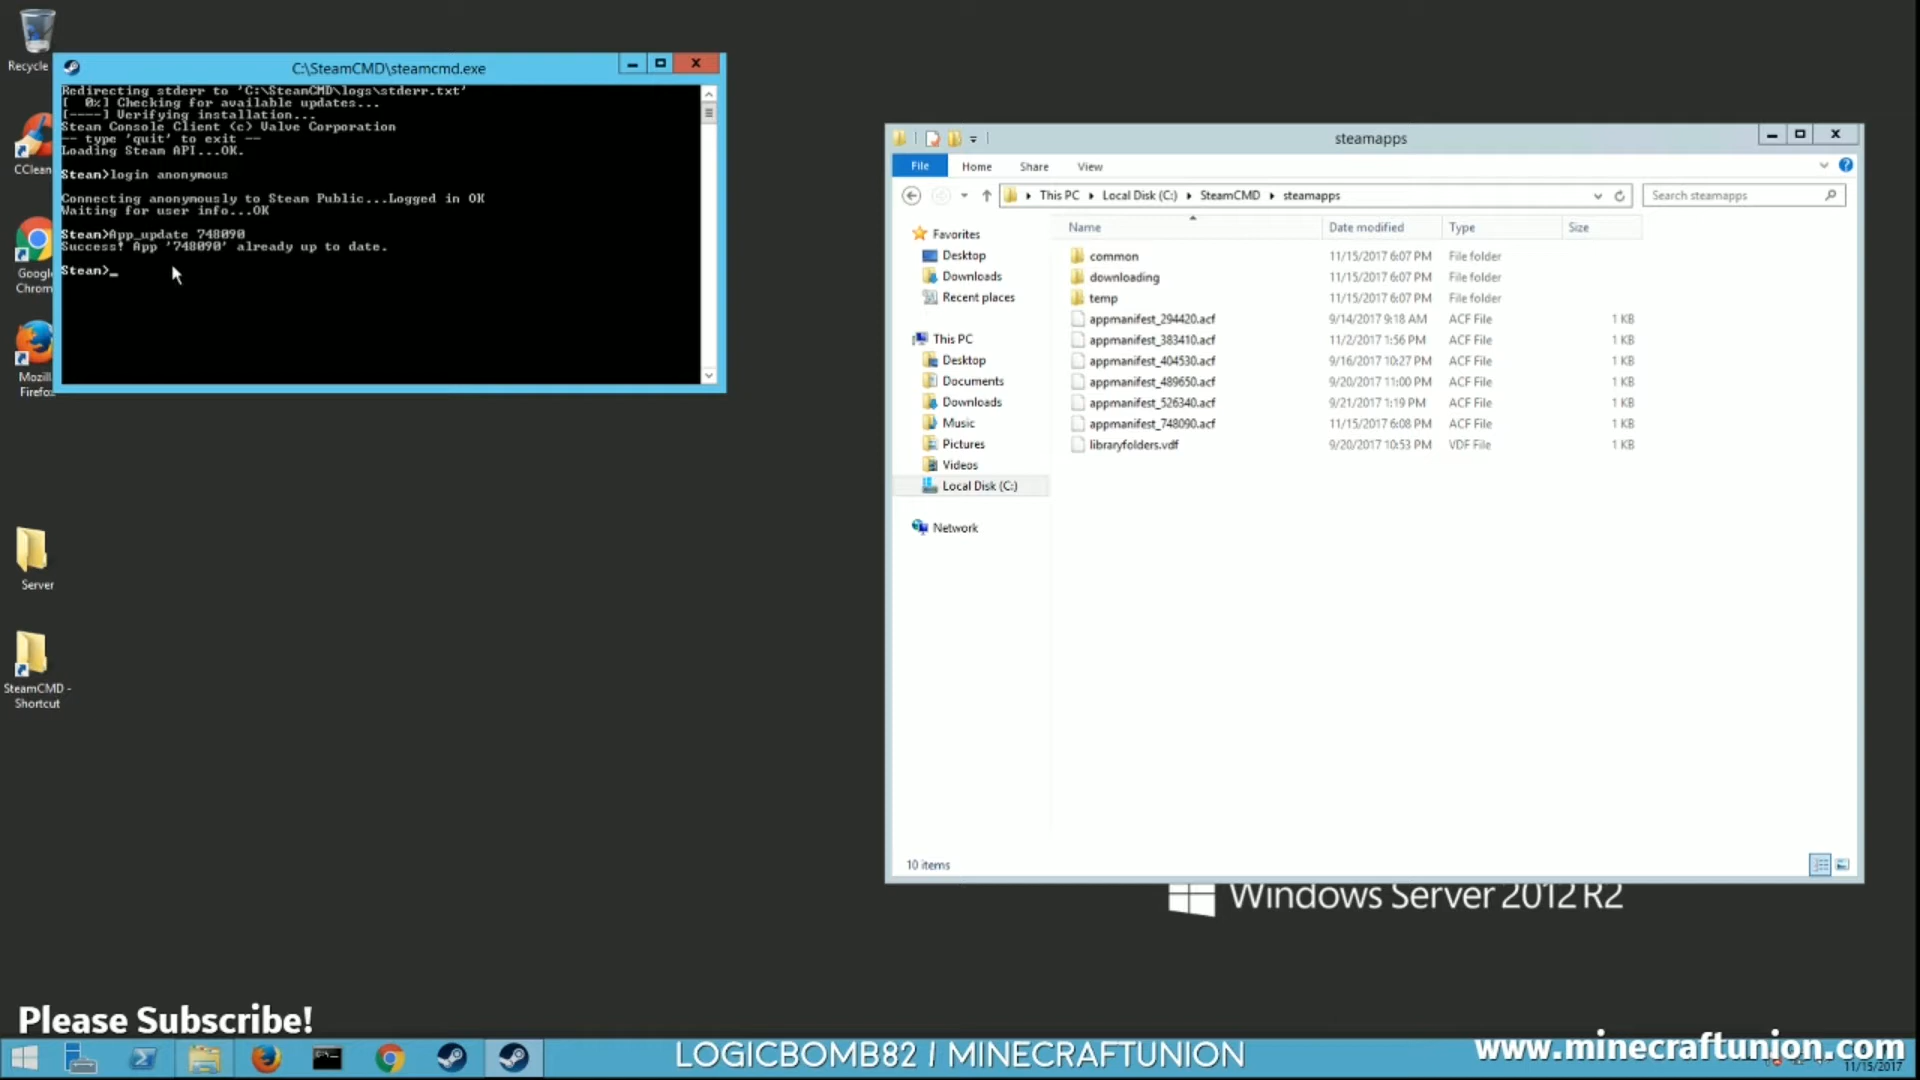 Recycle
CClean
Google
Chrom
Mozill
Firefox
Server
SteamCMD -
Shortcut
C:\SteamCMD\steamcmd.exe
Redirecting stderr to 'C:\SteamCMD\logs\stderr.txt'
[  0%] Checking for available updates...
[----] Verifying installation...
Steam Console Client (c) Valve Corporation
-- type 'quit' to exit --
Loading Steam API...OK.
Steam>login anonymous
Connecting anonymously to Steam Public...Logged in OK
Waiting for user info...OK
Steam>App_update 748090
Success! App '748090' already up to date.
Steam>_
steamapps
File Home Share View
This PC Local Disk (C:) SteamCMD steamapps Search steamapps
Favorites
Desktop
Downloads
Recent places
This PC
Desktop
Documents
Downloads
Music
Pictures
Videos
Local Disk (C:)
Network
Name Date modified Type Size
common 11/15/2017 6:07 PM File folder
downloading 11/15/2017 6:07 PM File folder
temp 11/15/2017 6:07 PM File folder
appmanifest_294420.acf 9/14/2017 9:18 AM ACF File 1 KB
appmanifest_383410.acf 11/2/2017 1:56 PM ACF File 1 KB
appmanifest_404530.acf 9/16/2017 10:27 PM ACF File 1 KB
appmanifest_489650.acf 9/20/2017 11:00 PM ACF File 1 KB
appmanifest_526340.acf 9/21/2017 1:19 PM ACF File 1 KB
appmanifest_748090.acf 11/15/2017 6:08 PM ACF File 1 KB
libraryfolders.vdf 9/20/2017 10:53 PM VDF File 1 KB
10 items
Windows Server 2012 R2
Please Subscribe!
LOGICBOMB82 | MINECRAFTUNION
www.minecraftunion.com
11/15/2017